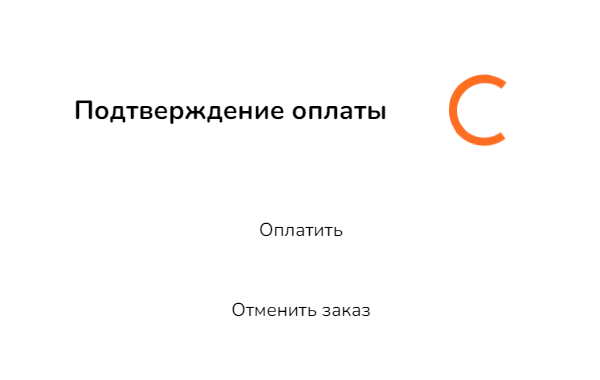 Подтверждение оплаты
Оплатить
Отменить заказ